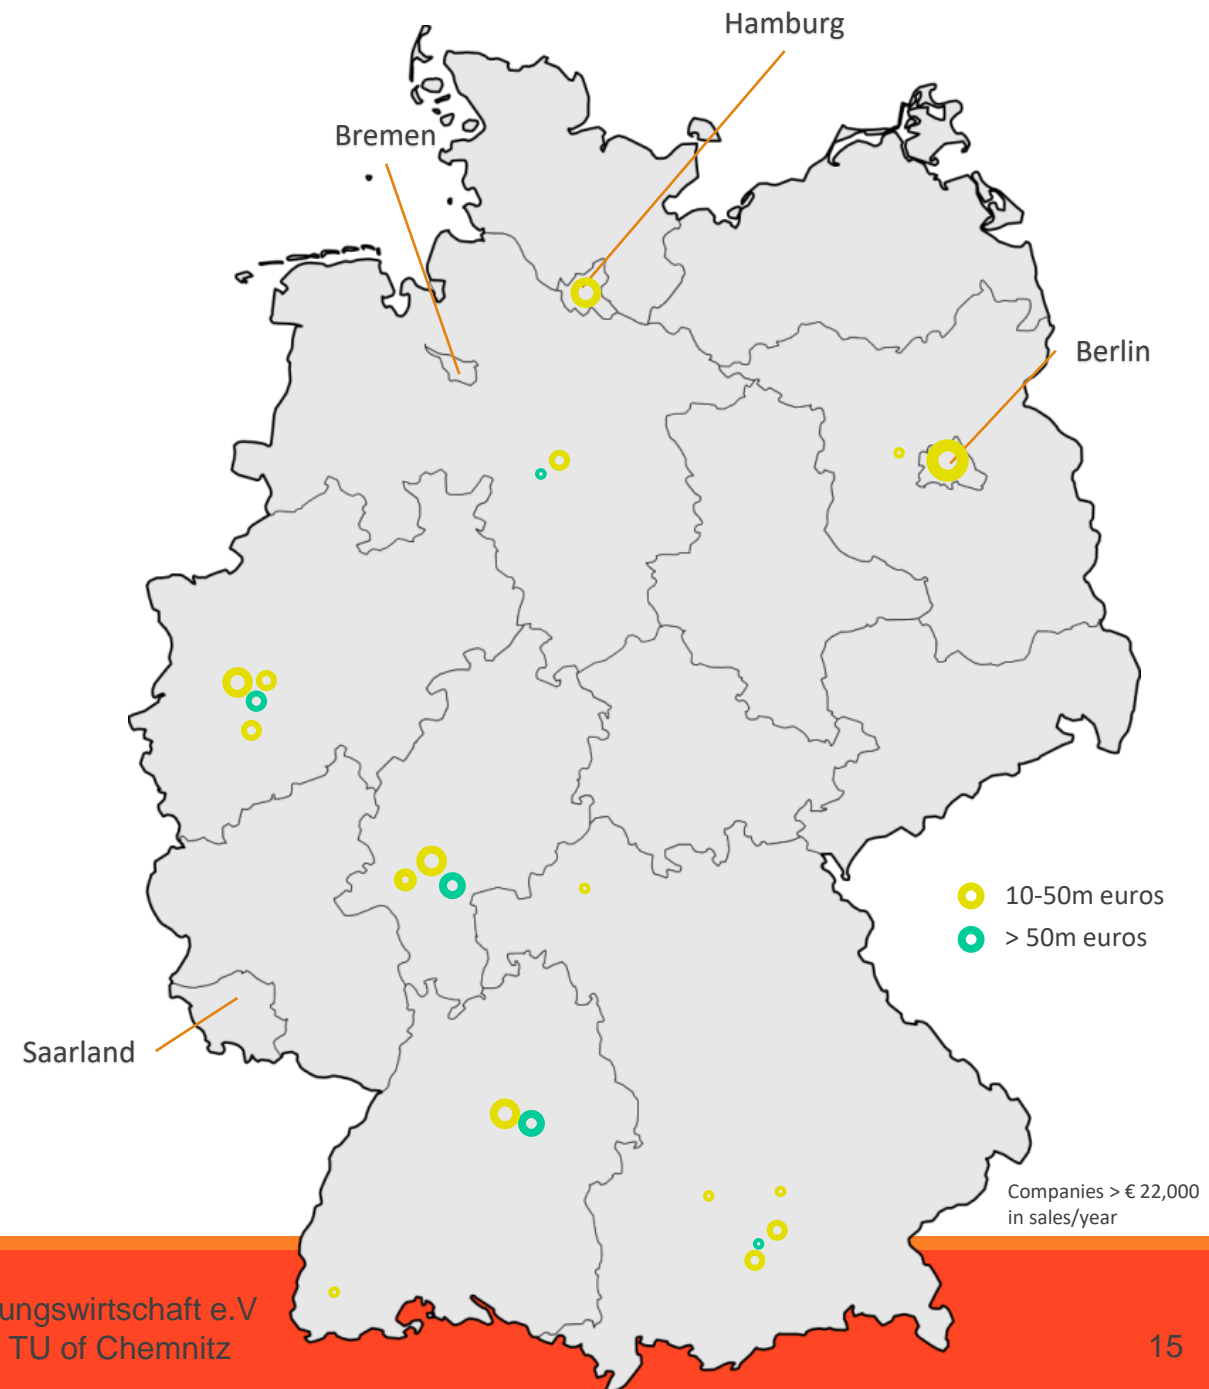 Hamburg
Bremen
Berlin
10-50m euros
> 50m euros
Saarland
Companies > € 22,000
in sales/year
e.V
TU of Chemnitz
15